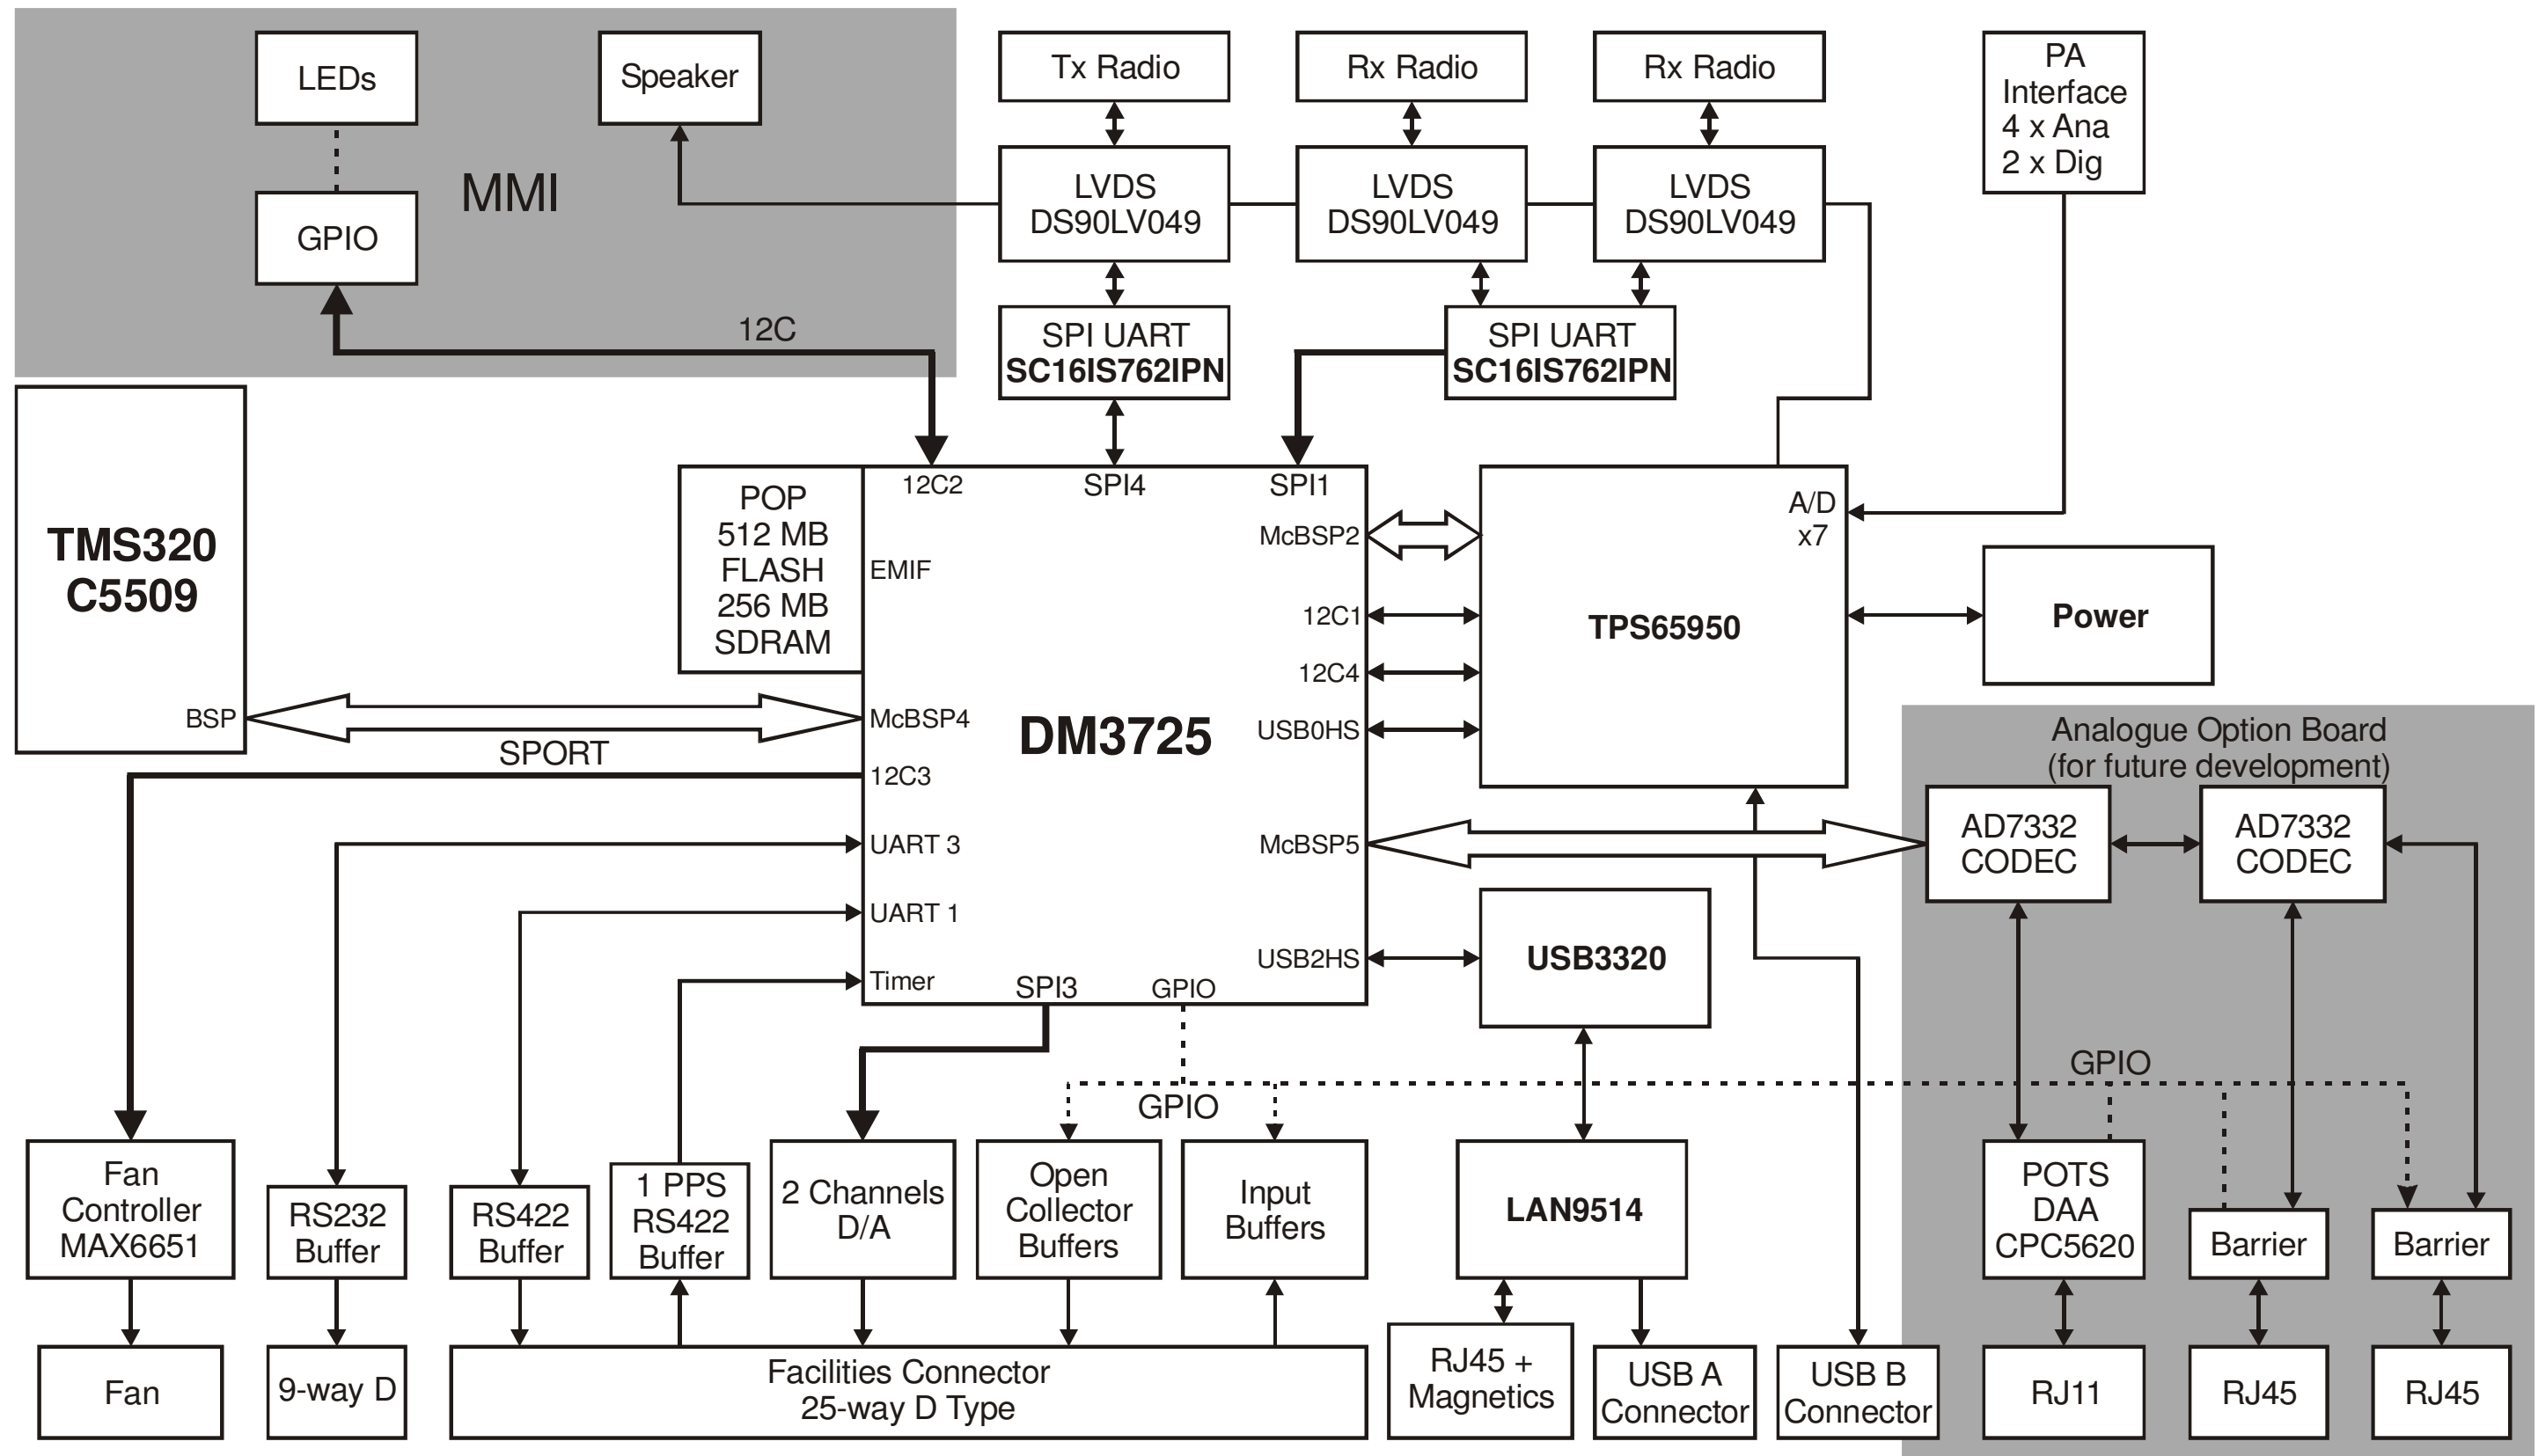 LEDs
Speaker
MMI
GPIO
12C
Tx Radio
Rx Radio
Rx Radio
PA
Interface
4 x Ana
2 x Dig
LVDS
DS90LV049
LVDS
DS90LV049
LVDS
DS90LV049
SPI UART
SC16IS762IPN
SPI UART
SC16IS762IPN
TMS320
C5509
BSP
SPORT
POP
512 MB
FLASH
256 MB
SDRAM
12C2
SPI4
SPI1
EMIF
McBSP4
12C3
UART 3
UART 1
Timer
SPI3
GPIO
DM3725
McBSP2
12C1
12C4
USB0HS
McBSP5
USB2HS
A/D
x7
TPS65950
Power
Analogue Option Board
(for future development)
AD7332
CODEC
AD7332
CODEC
USB3320
GPIO
GPIO
Fan
Controller
MAX6651
RS232
Buffer
RS422
Buffer
1 PPS
RS422
Buffer
2 Channels
D/A
Open
Collector
Buffers
Input
Buffers
LAN9514
POTS
DAA
CPC5620
Barrier
Barrier
Fan
9-way D
Facilities Connector
25-way D Type
RJ45 +
Magnetics
USB A
Connector
USB B
Connector
RJ11
RJ45
RJ45